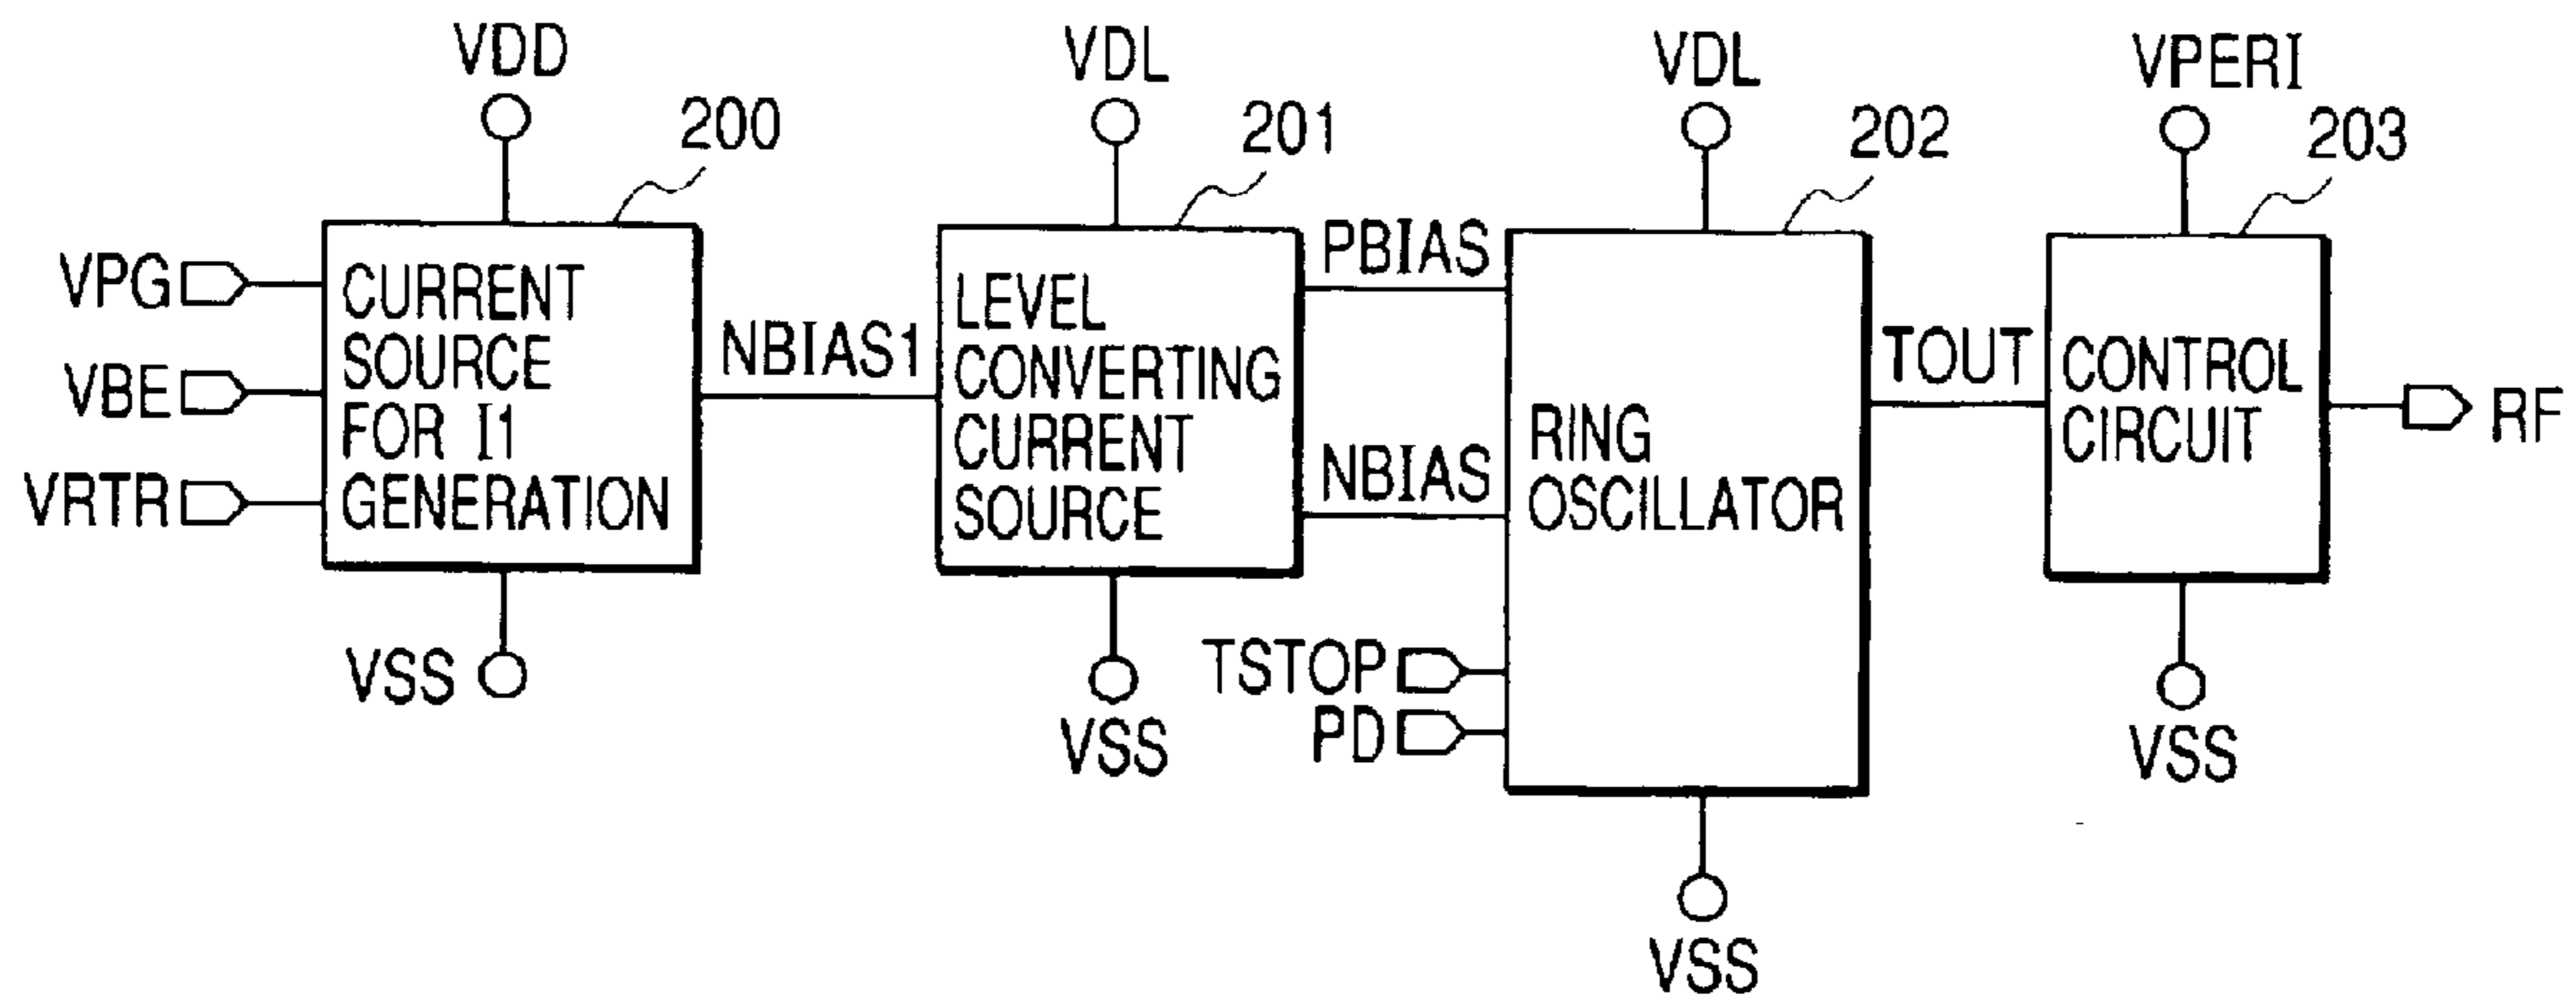 VDD
VDL
VDL
VPERI
200
201
202
203
VPG
VBE
VRTR
CURRENT
SOURCE
FOR I1
GENERATION
VSS
NBIAS1
LEVEL
CONVERTING
CURRENT
SOURCE
VSS
PBIAS
NBIAS
TSTOP
PD
RING
OSCILLATOR
VSS
TOUT
CONTROL
CIRCUIT
VSS
RF